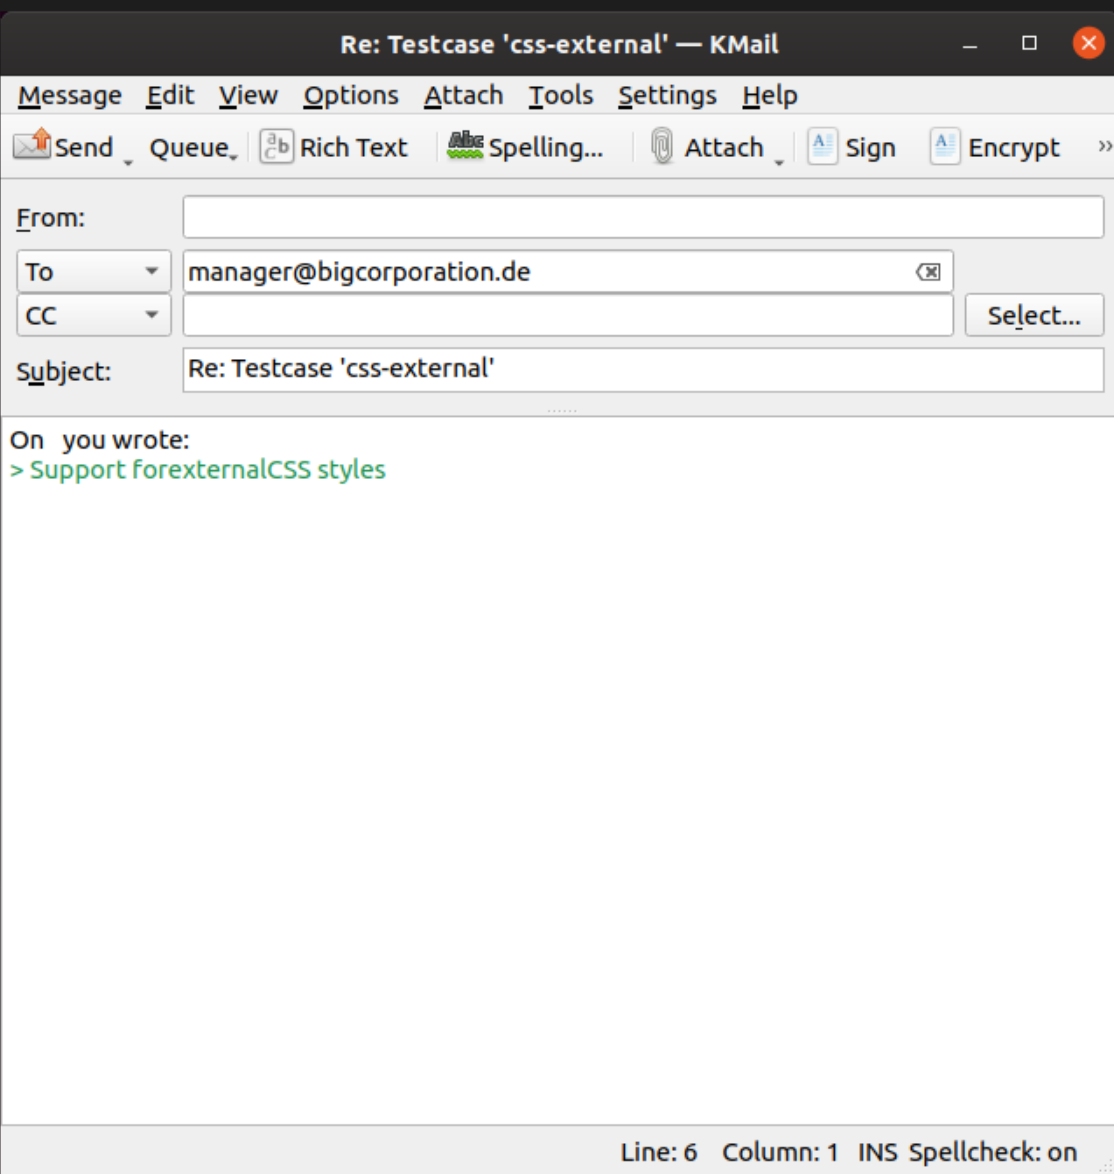 Re: Testcase 'css-external' — KMail
Message Edit View Options Attach Tools Settings Help
Send Queue ab c Rich Text Abc Spelling... Attach A Sign A Encrypt »
From:
To manager@bigcorporation.de
CC Select...
Subject: Re: Testcase 'css-external'
On you wrote:
> Support forexternalCSS styles
Line: 6 Column: 1 INS Spellcheck: on